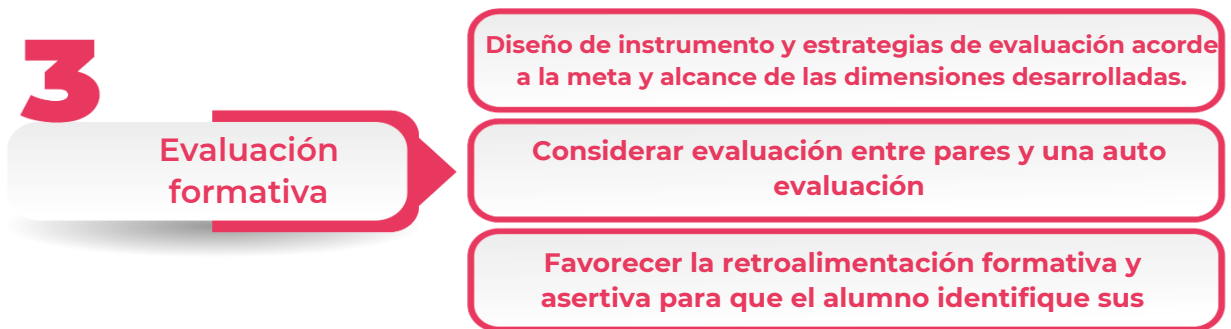 3
Evaluación
formativa
Diseño de instrumento y estrategias de evaluación acorde
a la meta y alcance de las dimensiones desarrolladas.
Considerar evaluación entre pares y una auto
evaluación
Favorecer la retroalimentación formativa y
asertiva para que el alumno identifique sus